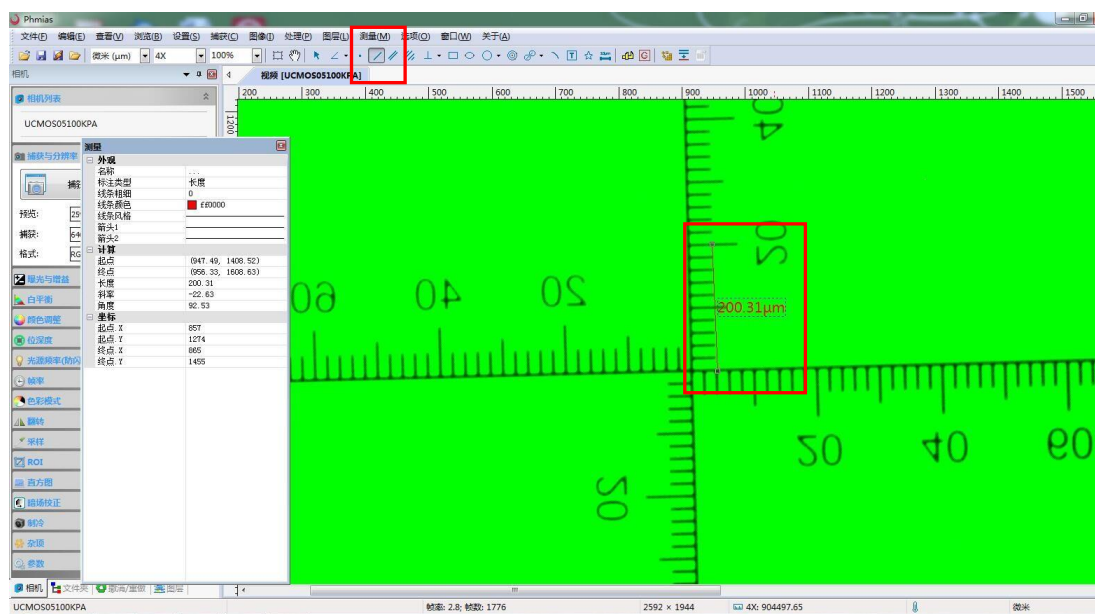 Phmias
文件(F) 编辑(E) 查看(V) 浏览(B) 设置(S) 捕获(C) 图像(I) 处理(P) 图层(L) 测量(M) 选项(O) 窗口(W) 关于(A)
微米 (μm) 4X 100%
相机
视频 [UCMOS05100KPA]
200 300 400 500 600 700 800 900 1000 1100 1200 1300 1400 1500
1200
相机列表
UCMOS05100KPA
捕获与分辨率
预览:
捕获:
格式:
曝光与增益
白平衡
颜色调整
位深度
光源频率(防闪
帧率
色彩模式
翻转
采样
ROI
直方图
暗场校正
制冷
杂项
参数
测量
外观
名称 ...
标注类型 长度
线条粗细 0
线条颜色 ff0000
线条风格
箭头1
箭头2
计算
起点 (947.49, 1408.52)
终点 (956.33, 1608.63)
长度 200.31
斜率 -22.63
角度 92.53
坐标
起点.X 857
起点.Y 1274
终点.X 865
终点.Y 1455
40
20
60 40 20
200.31μm
20 40 60
20
相机 文件夹 撤消/重做 图层
UCMOS05100KPA 帧率: 2.8; 帧数: 1776 2592 × 1944 4X: 904497.65 微米